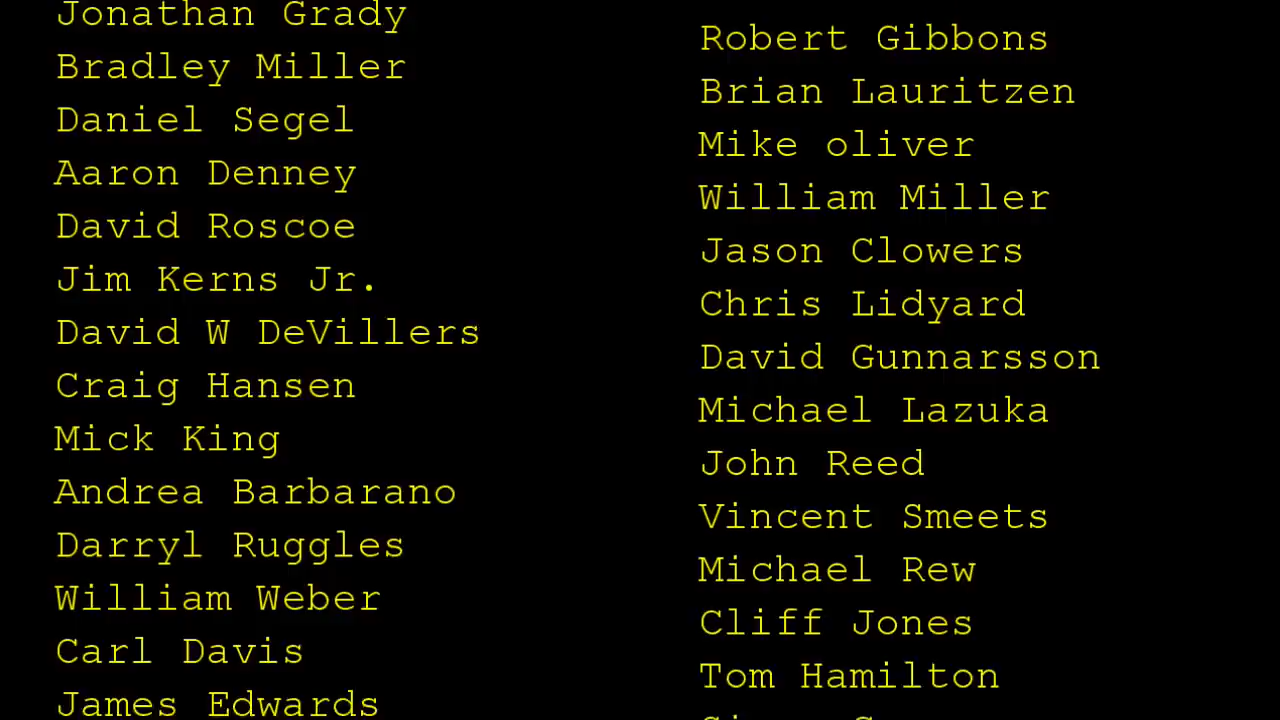 Jonathan Grady
Bradley Miller
Daniel Segel
Aaron Denney
David Roscoe
Jim Kerns Jr.
David W DeVillers
Craig Hansen
Mick King
Andrea Barbarano
Darryl Ruggles
William Weber
Carl Davis
James Edwards
Robert Gibbons
Brian Lauritzen
Mike oliver
William Miller
Jason Clowers
Chris Lidyard
David Gunnarsson
Michael Lazuka
John Reed
Vincent Smeets
Michael Rew
Cliff Jones
Tom Hamilton